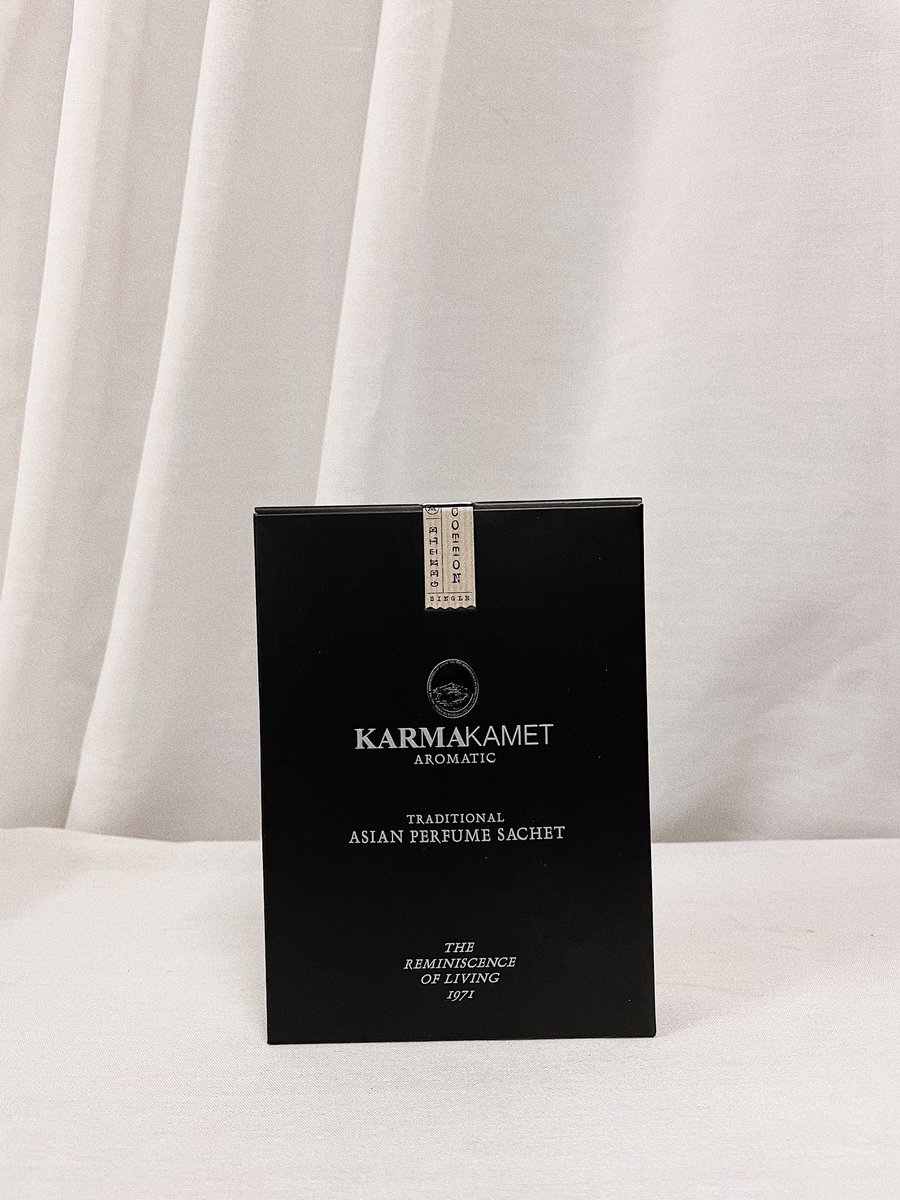 GENTLE
COTTON
SINGLE
KARMAKAMET
AROMATIC
TRADITIONAL
ASIAN PERFUME SACHET
THE
REMINISCENCE
OF LIVING
1971